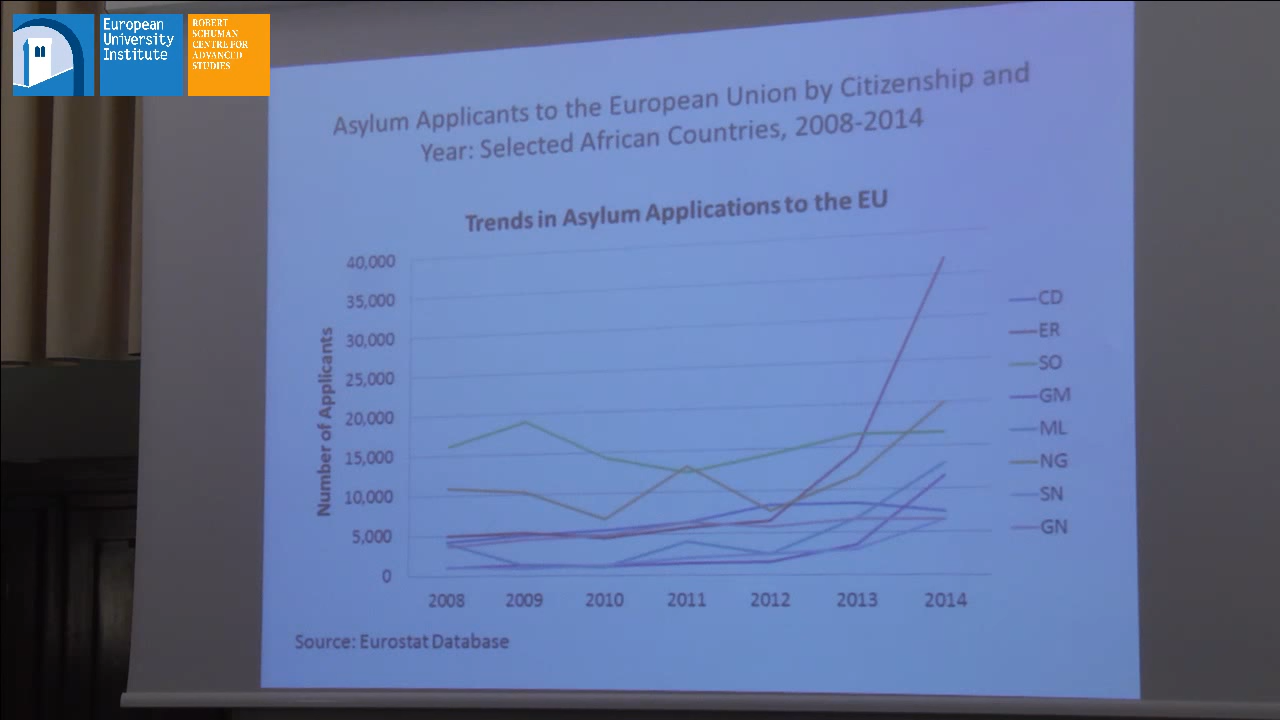 European
University
Institute
ROBERT
SCHUMAN
CENTRE FOR
ADVANCED
STUDIES
Asylum Applicants to the European Union by Citizenship and
Year: Selected African Countries, 2008-2014
Trends in Asylum Applications to the EU
Number of Applicants
40,000
35,000
30,000
25,000
20,000
15,000
10,000
5,000
0
2008 2009 2010 2011 2012 2013 2014
CD
ER
SO
GM
ML
NG
SN
GN
Source: Eurostat Database